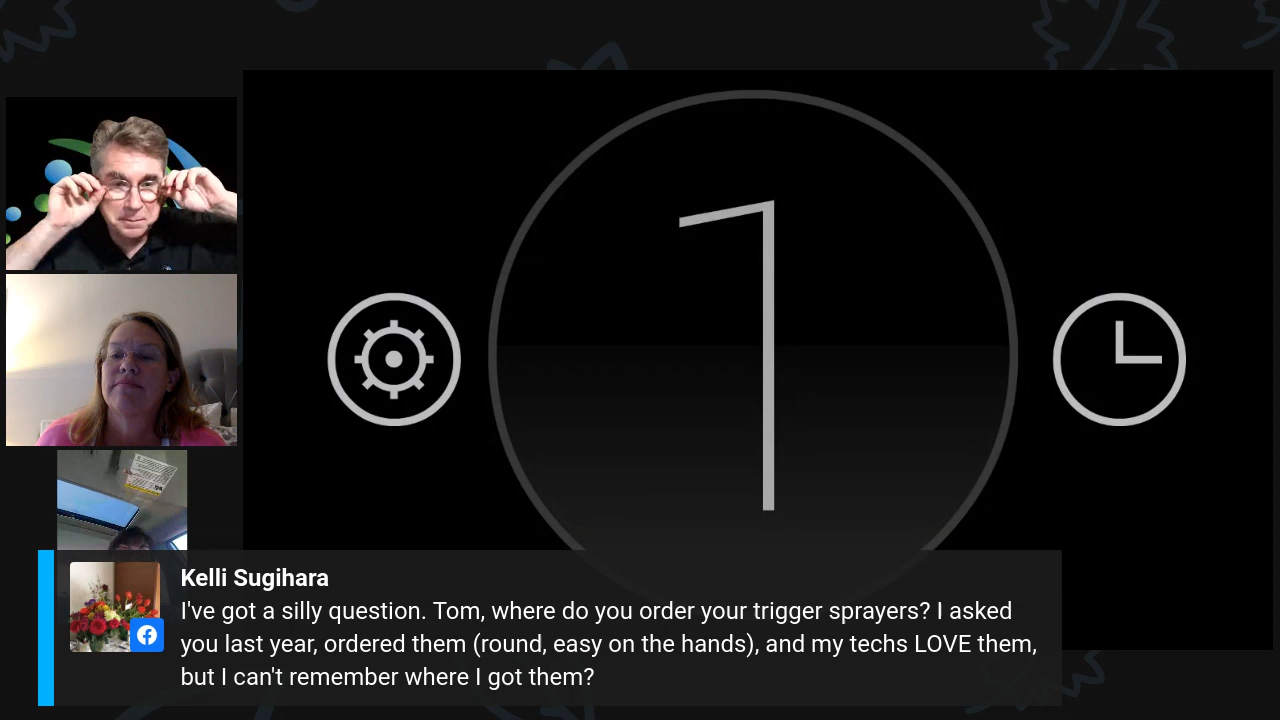 1
Kelli Sugihara
I've got a silly question. Tom, where do you order your trigger sprayers? I asked
you last year, ordered them (round, easy on the hands), and my techs LOVE them,
but I can't remember where I got them?